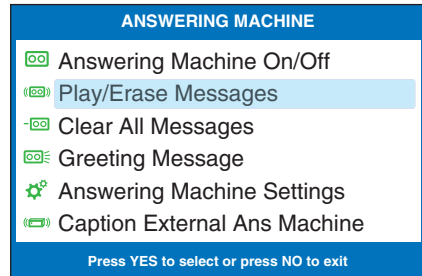 ANSWERING MACHINE
Answering Machine On/Off
Play/Erase Messages
Clear All Messages
Greeting Message
Answering Machine Settings
Caption External Ans Machine
Press YES to select or press NO to exit